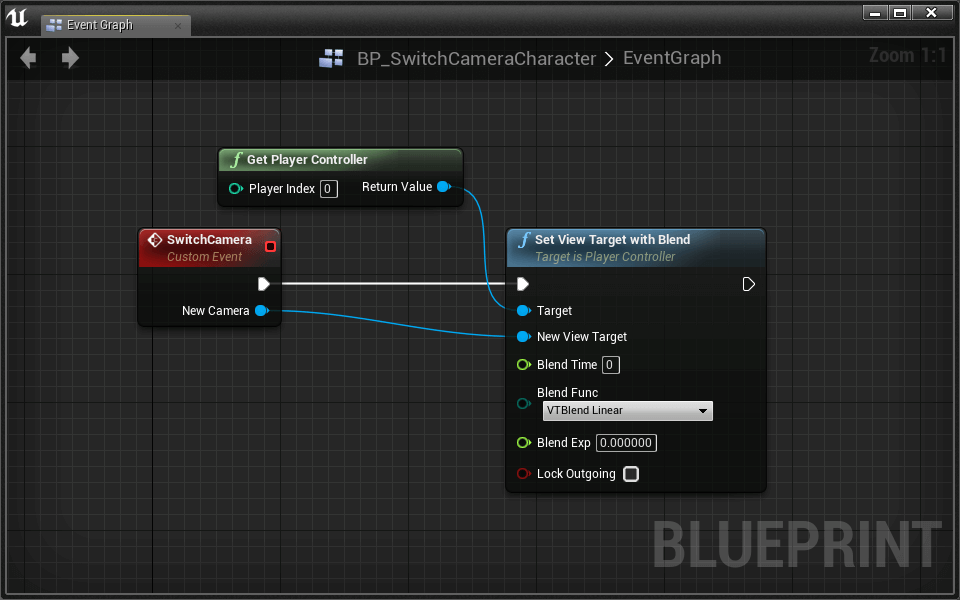 Event Graph
BP_SwitchCameraCharacter > EventGraph
Zoom 1:1
Get Player Controller
Player Index 0
Return Value
SwitchCamera
Custom Event
New Camera
Set View Target with Blend
Target is Player Controller
Target
New View Target
Blend Time 0
Blend Func
VTBlend Linear
Blend Exp 0.000000
Lock Outgoing
BLUEPRINT